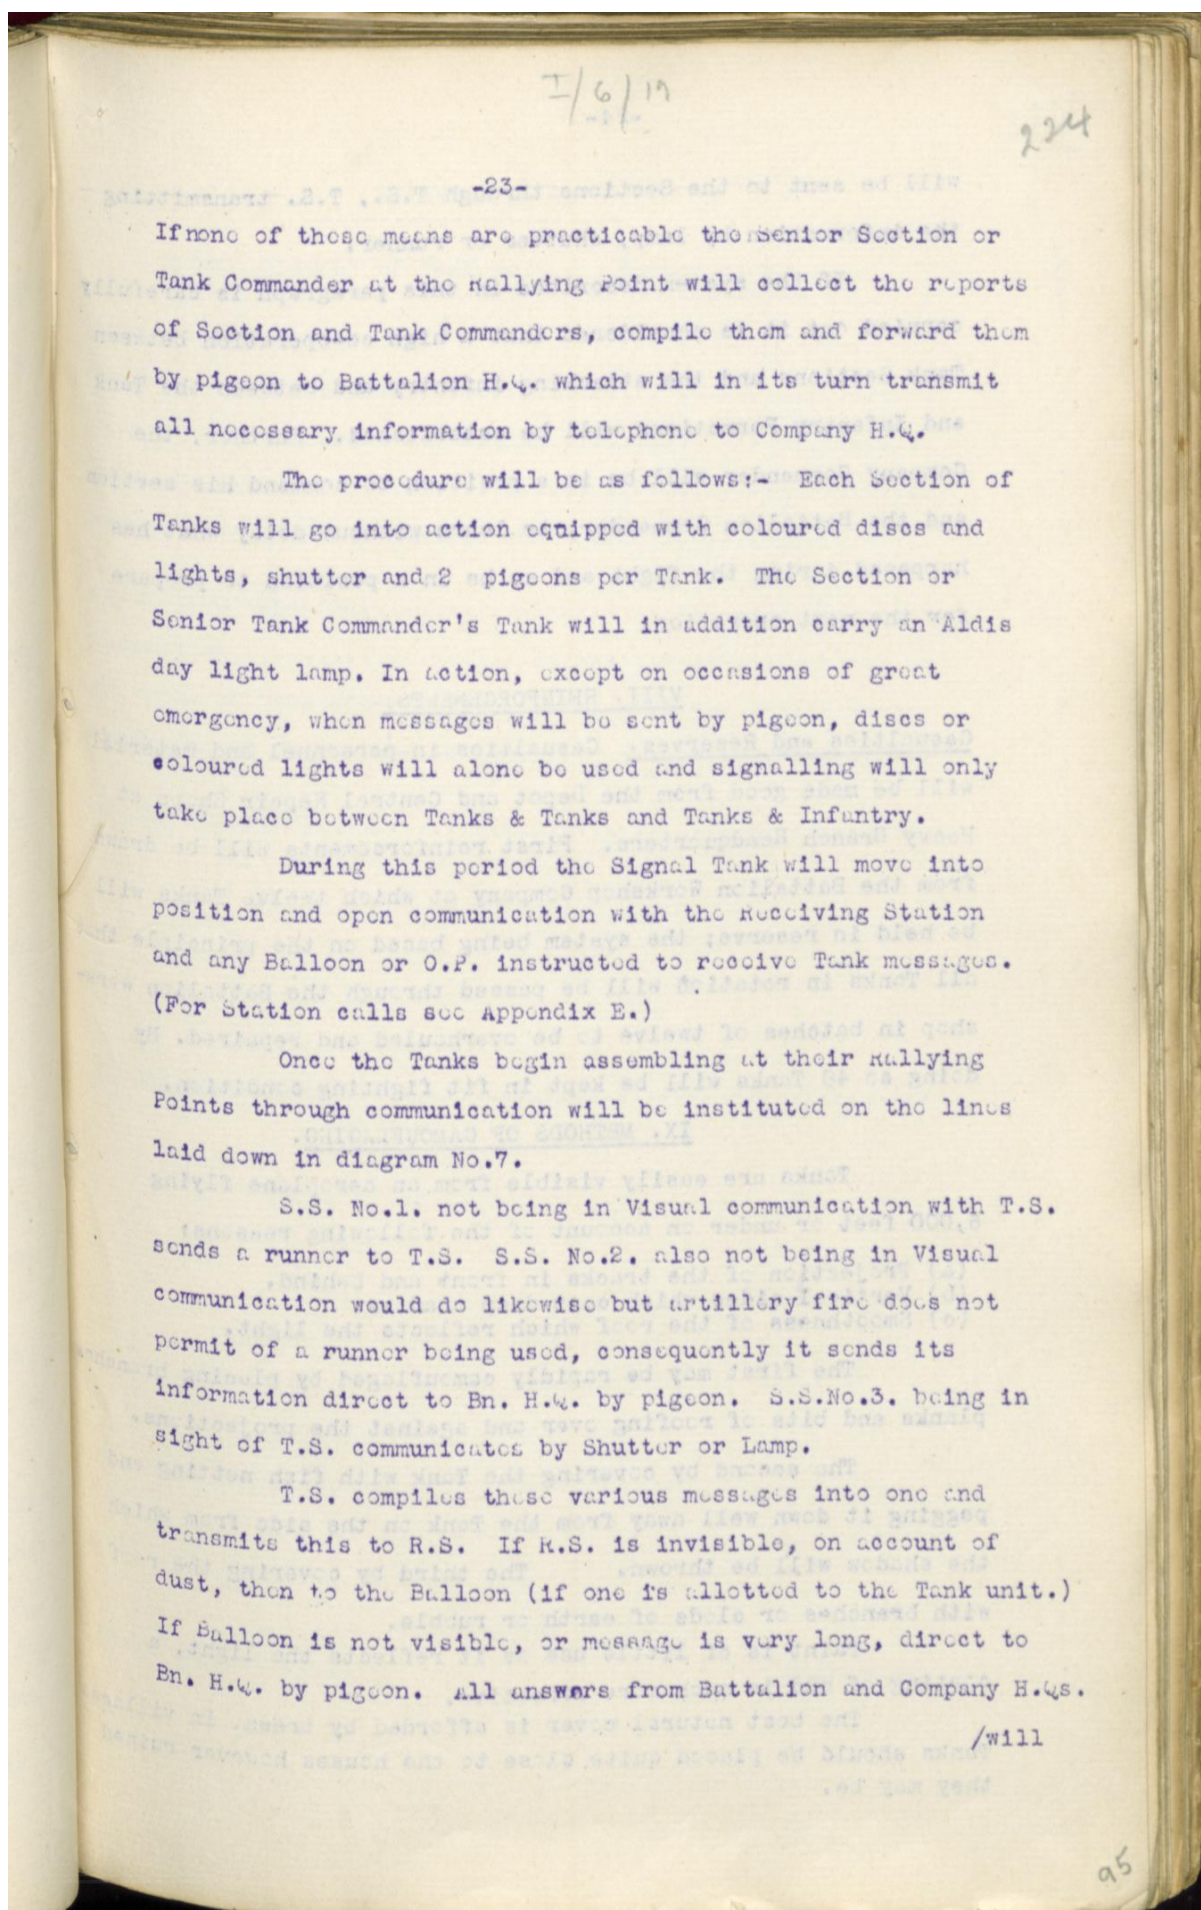 I/6/19
224
-23-
If none of these means are practicable the Senior Section or
Tank Commander at the Rallying Point will collect the reports
of Section and Tank Commanders, compile them and forward them
by pigeon to Battalion H.Q. which will in its turn transmit
all necessary information by telephone to Company H.Q.
The procedure will be as follows:- Each Section of
Tanks will go into action equipped with coloured discs and
lights, shutter and 2 pigeons per Tank. The Section or
Senior Tank Commander's Tank will in addition carry an Aldis
day light lamp. In action, except on occasions of great
emergency, when messages will be sent by pigeon, discs or
coloured lights will alone be used and signalling will only
take place between Tanks & Tanks and Tanks & Infantry.
During this period the Signal Tank will move into
position and open communication with the Receiving Station
and any Balloon or O.P. instructed to receive Tank messages.
(For Station calls see Appendix E.)
Once the Tanks begin assembling at their Rallying
Points through communication will be instituted on the lines
laid down in diagram No.7.
S.S. No.1. not being in Visual communication with T.S.
sends a runner to T.S. S.S. No.2. also not being in Visual
communication would do likewise but artillery fire does not
permit of a runner being used, consequently it sends its
information direct to Bn. H.Q. by pigeon. S.S.No.3. being in
sight of T.S. communicates by Shutter or Lamp.
T.S. compiles these various messages into one and
transmits this to R.S. If R.S. is invisible, on account of
dust, then to the Balloon (if one is allotted to the Tank unit.)
If Balloon is not visible, or message is very long, direct to
Bn. H.Q. by pigeon. All answers from Battalion and Company H.Qs.
/will
95